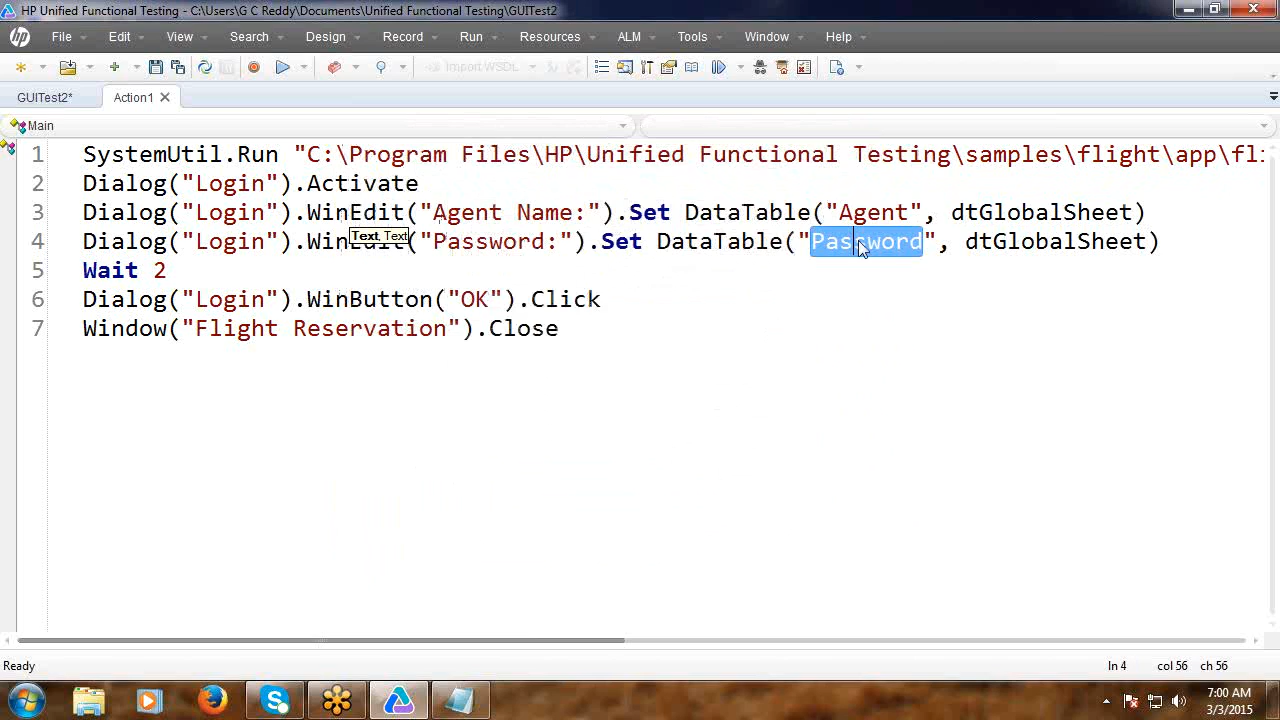 HP Unified Functional Testing - C:\Users\G C Reddy\Documents\Unified Functional Testing\GUITest2
hp File Edit View Search Design Record Run Resources ALM Tools Window Help
Import WSDL
GUITest2* Action1
Main
1 SystemUtil.Run "C:\Program Files\HP\Unified Functional Testing\samples\flight\app\fli
2 Dialog("Login").Activate
3 Dialog("Login").WinEdit("Agent Name:").Set DataTable("Agent", dtGlobalSheet)
Text, Text
4 Dialog("Login").WinEdit("Password:").Set DataTable("Password", dtGlobalSheet)
5 Wait 2
6 Dialog("Login").WinButton("OK").Click
7 Window("Flight Reservation").Close
Ready ln 4 col 56 ch 56
7:00 AM
3/3/2015